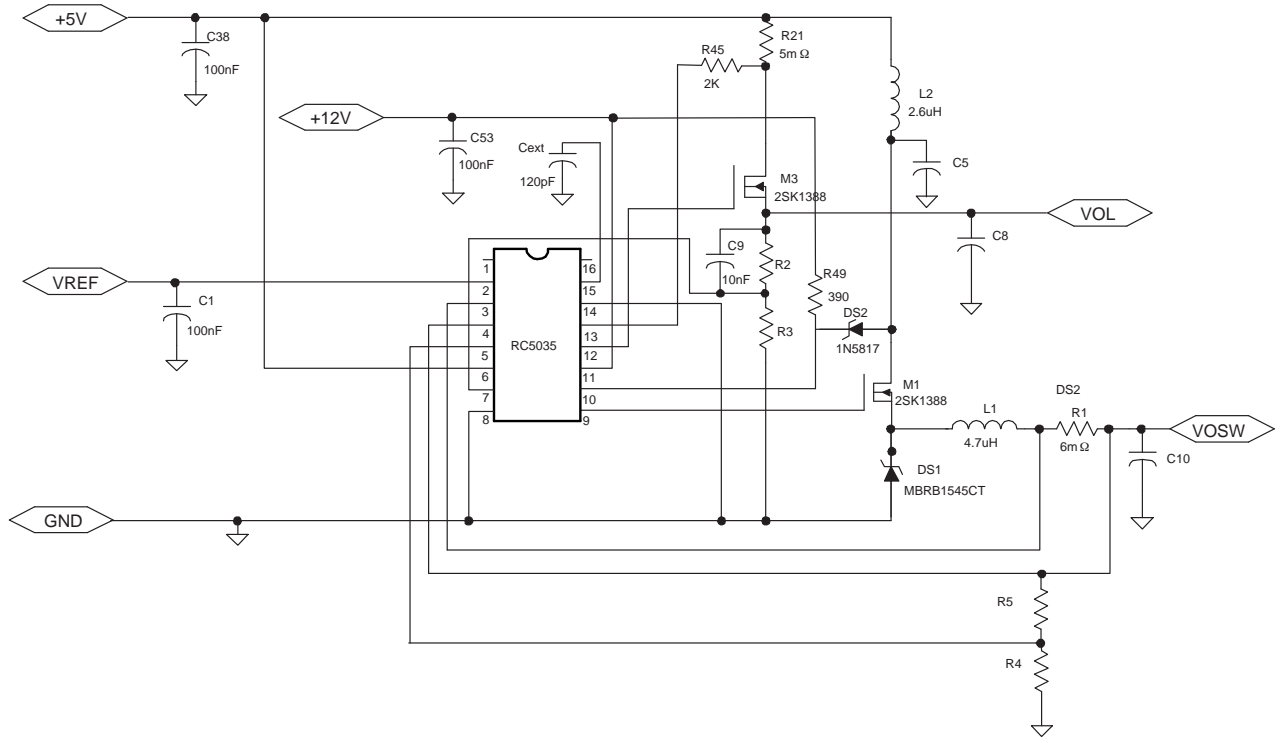 +5V
C38
100nF
R21
5m Ω
R45
2K
L2
2.6uH
+12V
C53
100nF
Cext
120pF
C5
M3
2SK1388
VOL
C8
C9
10nF
R2
R49
390
VREF
C1
100nF
1
2
3
4
5
6
7
8
RC5035
16
15
14
13
12
11
10
9
R3
DS2
1N5817
M1
2SK1388
L1
4.7uH
DS2
R1
6m Ω
VOSW
C10
DS1
MBRB1545CT
GND
R5
R4